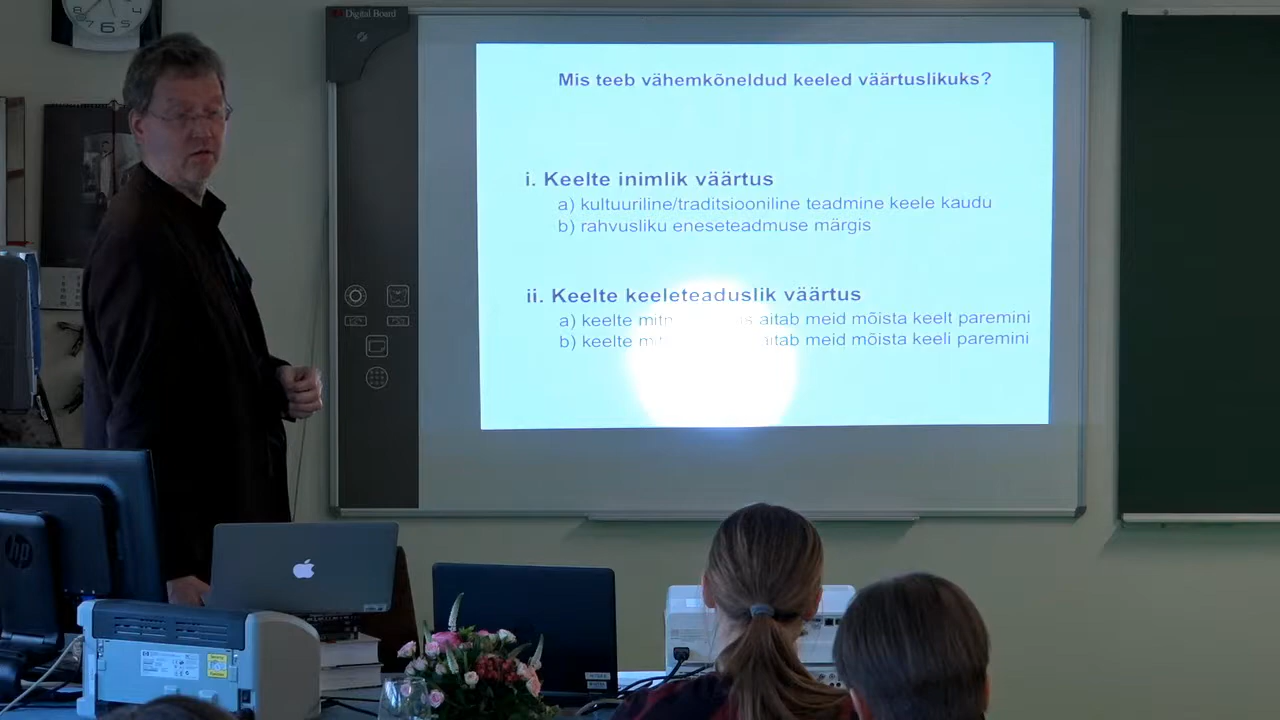 Digital Board
Mis teeb vähemkõneldud keeled väärtuslikuks?
i. Keelte inimlik väärtus
a) kultuuriline/traditsiooniline teadmine keele kaudu
b) rahvusliku eneseteadmuse märgis
ii. Keelte keeleteaduslik väärtus
a) keelte aitab meid mõista keelt paremini
b) keelte aitab meid mõista keeli paremini
hp